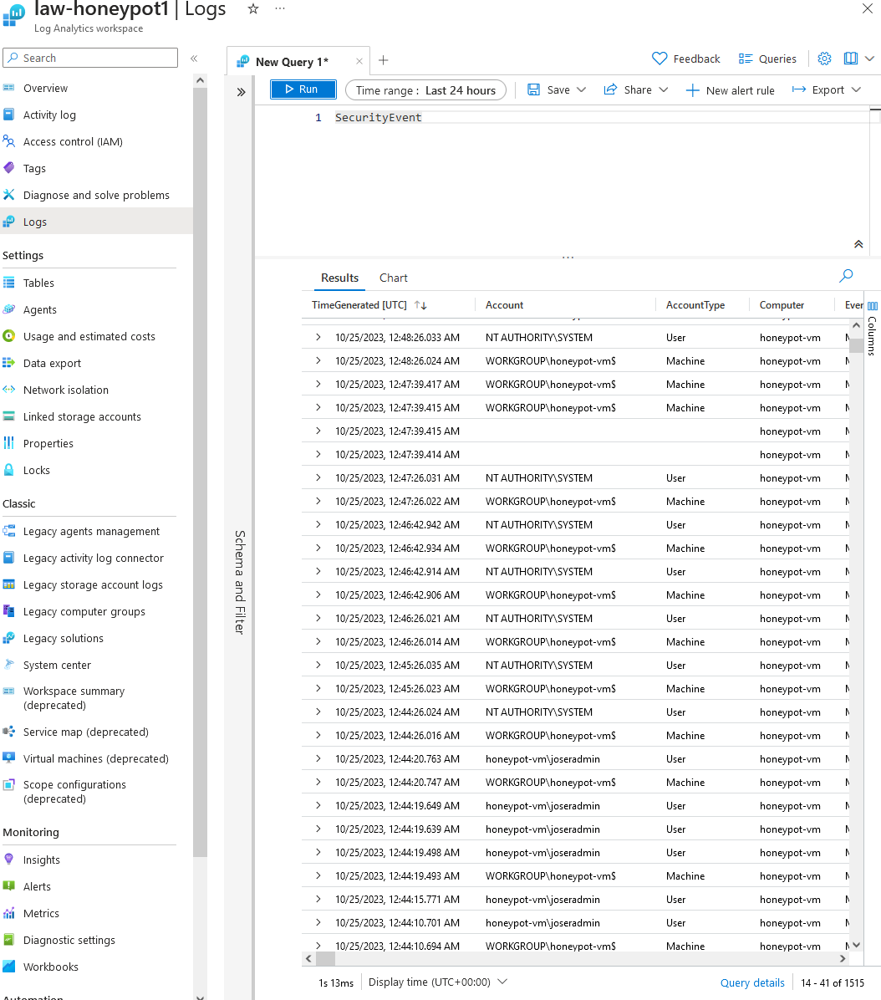 law-honeypot1 | Logs
Log Analytics workspace
Search
Overview
Activity log
Access control (IAM)
Tags
Diagnose and solve problems
Logs
Settings
Tables
Agents
Usage and estimated costs
Data export
Network isolation
Linked storage accounts
Properties
Locks
Classic
Legacy agents management
Legacy activity log connector
Legacy storage account logs
Legacy computer groups
Legacy solutions
System center
Workspace summary
(deprecated)
Service map (deprecated)
Virtual machines (deprecated)
Scope configurations
(deprecated)
Monitoring
Insights
Alerts
Metrics
Diagnostic settings
Workbooks
Automation
New Query 1*
Feedback
Queries
Run
Time range : Last 24 hours
Save
Share
New alert rule
Export
1 SecurityEvent
Schema and Filter
Results Chart
TimeGenerated [UTC] Account AccountType Computer Ever
Columns
10/25/2023, 12:48:26.033 AM NT AUTHORITY\SYSTEM User honeypot-vm
10/25/2023, 12:48:26.024 AM WORKGROUP\honeypot-vm$ Machine honeypot-vm
10/25/2023, 12:47:39.417 AM WORKGROUP\honeypot-vm$ Machine honeypot-vm
10/25/2023, 12:47:39.415 AM WORKGROUP\honeypot-vm$ Machine honeypot-vm
10/25/2023, 12:47:39.415 AM honeypot-vm
10/25/2023, 12:47:39.414 AM honeypot-vm
10/25/2023, 12:47:26.031 AM NT AUTHORITY\SYSTEM User honeypot-vm
10/25/2023, 12:47:26.022 AM WORKGROUP\honeypot-vm$ Machine honeypot-vm
10/25/2023, 12:46:42.942 AM NT AUTHORITY\SYSTEM User honeypot-vm
10/25/2023, 12:46:42.934 AM WORKGROUP\honeypot-vm$ Machine honeypot-vm
10/25/2023, 12:46:42.914 AM NT AUTHORITY\SYSTEM User honeypot-vm
10/25/2023, 12:46:42.906 AM WORKGROUP\honeypot-vm$ Machine honeypot-vm
10/25/2023, 12:46:26.021 AM NT AUTHORITY\SYSTEM User honeypot-vm
10/25/2023, 12:46:26.014 AM WORKGROUP\honeypot-vm$ Machine honeypot-vm
10/25/2023, 12:45:26.035 AM NT AUTHORITY\SYSTEM User honeypot-vm
10/25/2023, 12:45:26.023 AM WORKGROUP\honeypot-vm$ Machine honeypot-vm
10/25/2023, 12:44:26.024 AM NT AUTHORITY\SYSTEM User honeypot-vm
10/25/2023, 12:44:26.016 AM WORKGROUP\honeypot-vm$ Machine honeypot-vm
10/25/2023, 12:44:20.763 AM honeypot-vm\joseradmin User honeypot-vm
10/25/2023, 12:44:20.747 AM WORKGROUP\honeypot-vm$ Machine honeypot-vm
10/25/2023, 12:44:19.649 AM honeypot-vm\joseradmin User honeypot-vm
10/25/2023, 12:44:19.639 AM honeypot-vm\joseradmin User honeypot-vm
10/25/2023, 12:44:19.498 AM honeypot-vm\joseradmin User honeypot-vm
10/25/2023, 12:44:19.493 AM WORKGROUP\honeypot-vm$ Machine honeypot-vm
10/25/2023, 12:44:15.771 AM honeypot-vm\joseradmin User honeypot-vm
10/25/2023, 12:44:10.701 AM honeypot-vm\joseradmin User honeypot-vm
10/25/2023, 12:44:10.694 AM WORKGROUP\honeypot-vm$ Machine honeypot-vm
1s 13ms Display time (UTC+00:00) Query details 14 - 41 of 1515